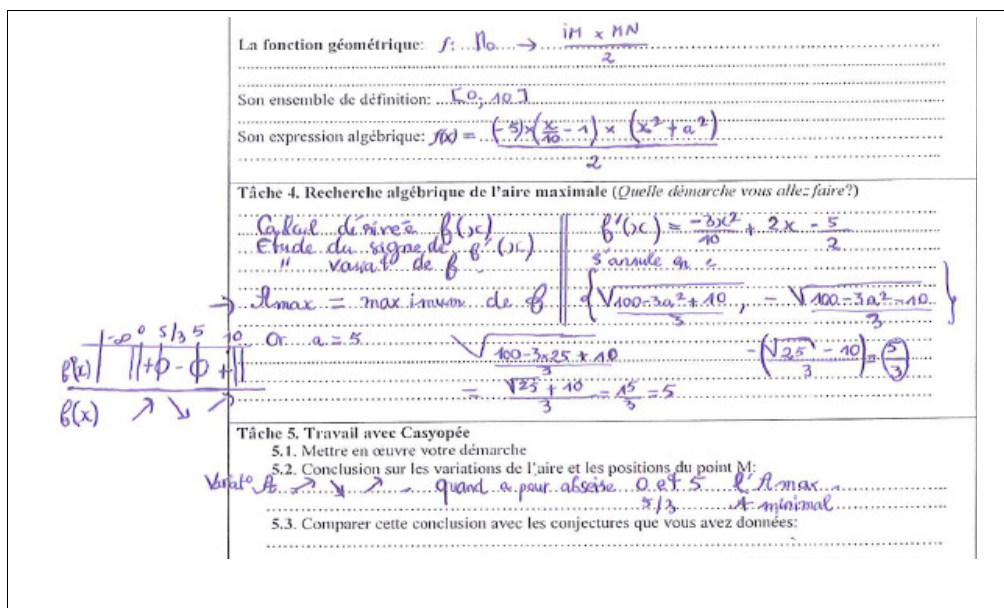 La fonction géométrique: f: Mo → iM x MN / 2
Son ensemble de définition: [0, 10]
Son expression algébrique: f(x) = (-5)x(x/10 - 1) x (x² + a²) / 2
Tâche 4. Recherche algébrique de l'aire maximale (Quelle démarche vous allez faire?)
Calcul dérivée f(x)
Etude du signe de f'(x)
" variat° de f
→ Amax = maximum de f
f'(x) = -3x²/10 + 2x - 5/2
s'annule en
{ √100-3a²+10 / 3, - √100-3a²-10 / 3 }
-∞ 0 5/3 5 10
f'(x) || + 0 - 0 + ||
f(x) ↗ ↘ ↗
Or a = 5
√100-3x25 + 10 / 3
= √25 + 10 / 3 = 15/3 = 5
-(√25 - 10 / 3) = (5/3)
Tâche 5. Travail avec Casyopée
5.1. Mettre en œuvre votre démarche
5.2. Conclusion sur les variations de l'aire et les positions du point M:
Variat° A ↗ ↘ ↗ quand a pour absise 0 et 5 l'Amax
5/3 A minimal
5.3. Comparer cette conclusion avec les conjectures que vous avez données: